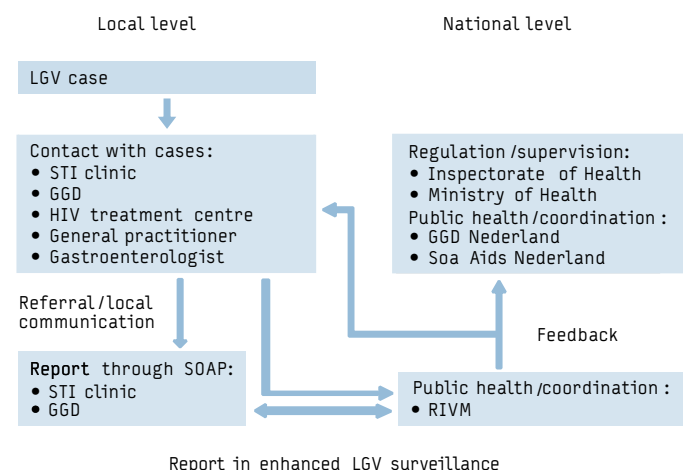 Local level
National level
LGV case
Contact with cases:
• STI clinic
• GGD
• HIV treatment centre
• General practitioner
• Gastroenterologist
Regulation/supervision:
• Inspectorate of Health
• Ministry of Health
Public health/coordination:
• GGD Nederland
• Soa Aids Nederland
Referral/local
communication
Feedback
Report through SOAP:
• STI clinic
• GGD
Public health/coordination:
• RIVM
Report in enhanced LGV surveillance